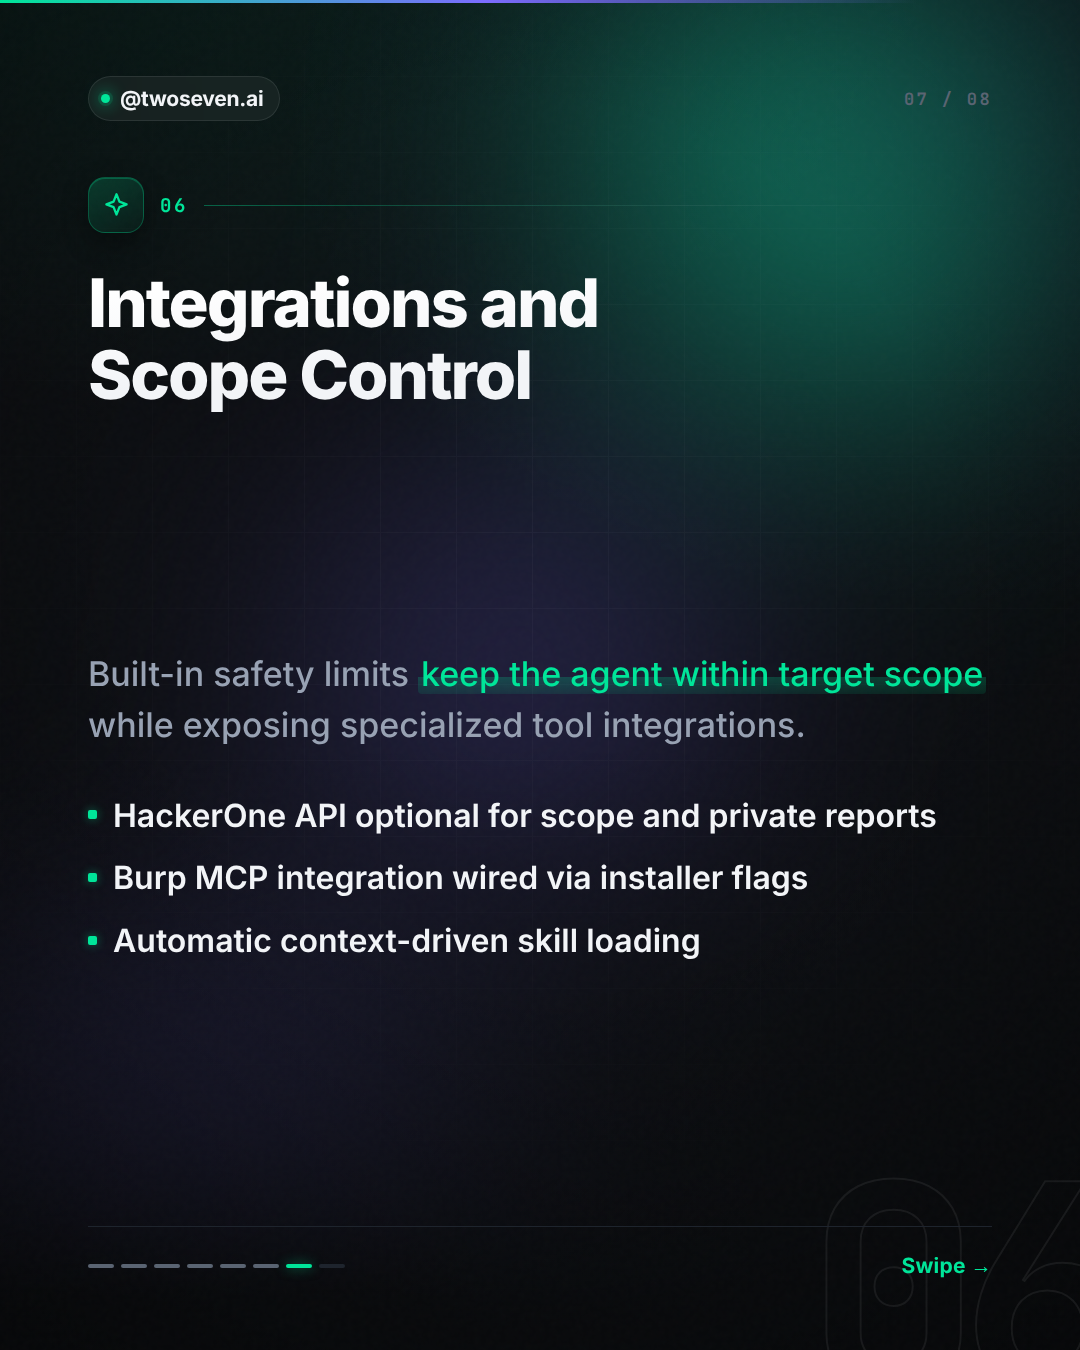 @twoseven.ai
07 / 08
06
Integrations and
Scope Control
Built-in safety limits keep the agent within target scope
while exposing specialized tool integrations.
HackerOne API optional for scope and private reports
Burp MCP integration wired via installer flags
Automatic context-driven skill loading
06
Swipe →